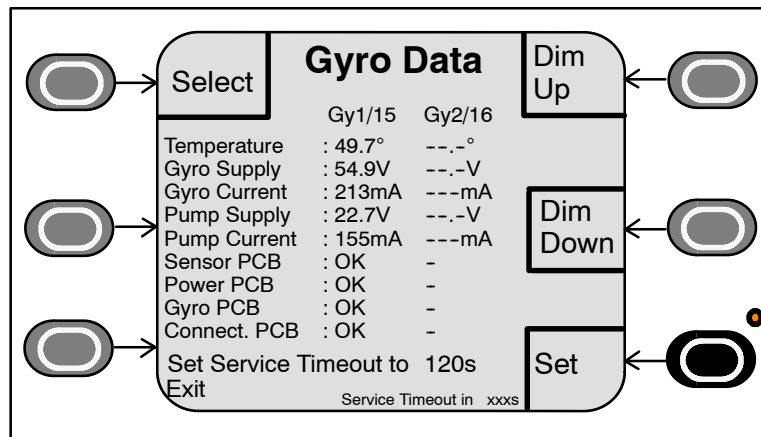 Select
Gyro Data
Dim
Up
Gy1/15 Gy2/16
Temperature : 49.7° --.-°
Gyro Supply : 54.9V --.-V
Gyro Current : 213mA ---mA
Pump Supply : 22.7V --.-V
Pump Current : 155mA ---mA
Sensor PCB : OK -
Power PCB : OK -
Gyro PCB : OK -
Connect. PCB : OK -
Dim
Down
Set Service Timeout to 120s
Exit
Service Timeout in xxxs
Set